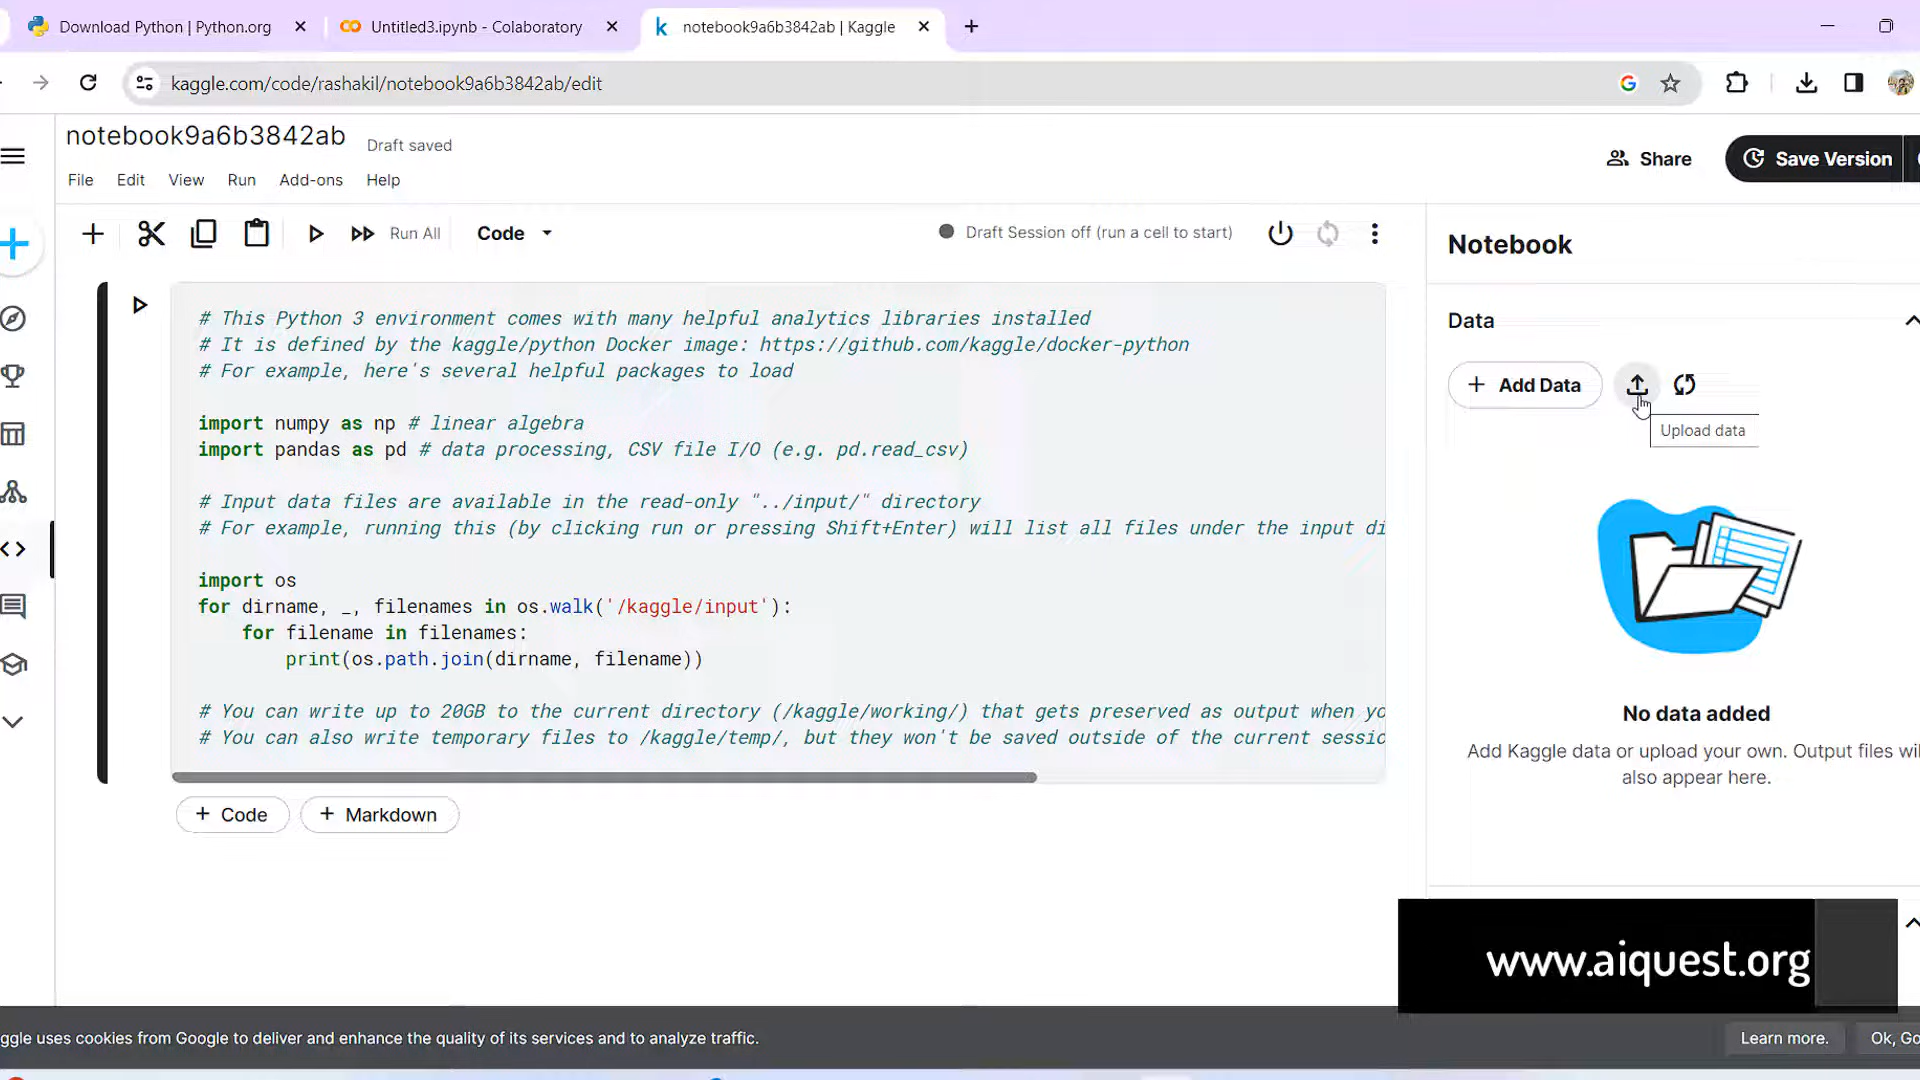 Download Python | Python.org
Untitled3.ipynb - Colaboratory
notebook9a6b3842ab | Kaggle
kaggle.com/code/rashakil/notebook9a6b3842ab/edit
notebook9a6b3842ab
Draft saved
File Edit View Run Add-ons Help
Share
Save Version
Run All
Code
Draft Session off (run a cell to start)
# This Python 3 environment comes with many helpful analytics libraries installed
# It is defined by the kaggle/python Docker image: https://github.com/kaggle/docker-python
# For example, here's several helpful packages to load
import numpy as np # linear algebra
import pandas as pd # data processing, CSV file I/O (e.g. pd.read_csv)
# Input data files are available in the read-only "../input/" directory
# For example, running this (by clicking run or pressing Shift+Enter) will list all files under the input di
import os
for dirname, _, filenames in os.walk('/kaggle/input'):
for filename in filenames:
print(os.path.join(dirname, filename))
# You can write up to 20GB to the current directory (/kaggle/working/) that gets preserved as output when yo
# You can also write temporary files to /kaggle/temp/, but they won't be saved outside of the current sessio
+ Code
+ Markdown
Notebook
Data
+ Add Data
Upload data
No data added
Add Kaggle data or upload your own. Output files wil
also appear here.
www.aiquest.org
ggle uses cookies from Google to deliver and enhance the quality of its services and to analyze traffic.
Learn more.
Ok, Go